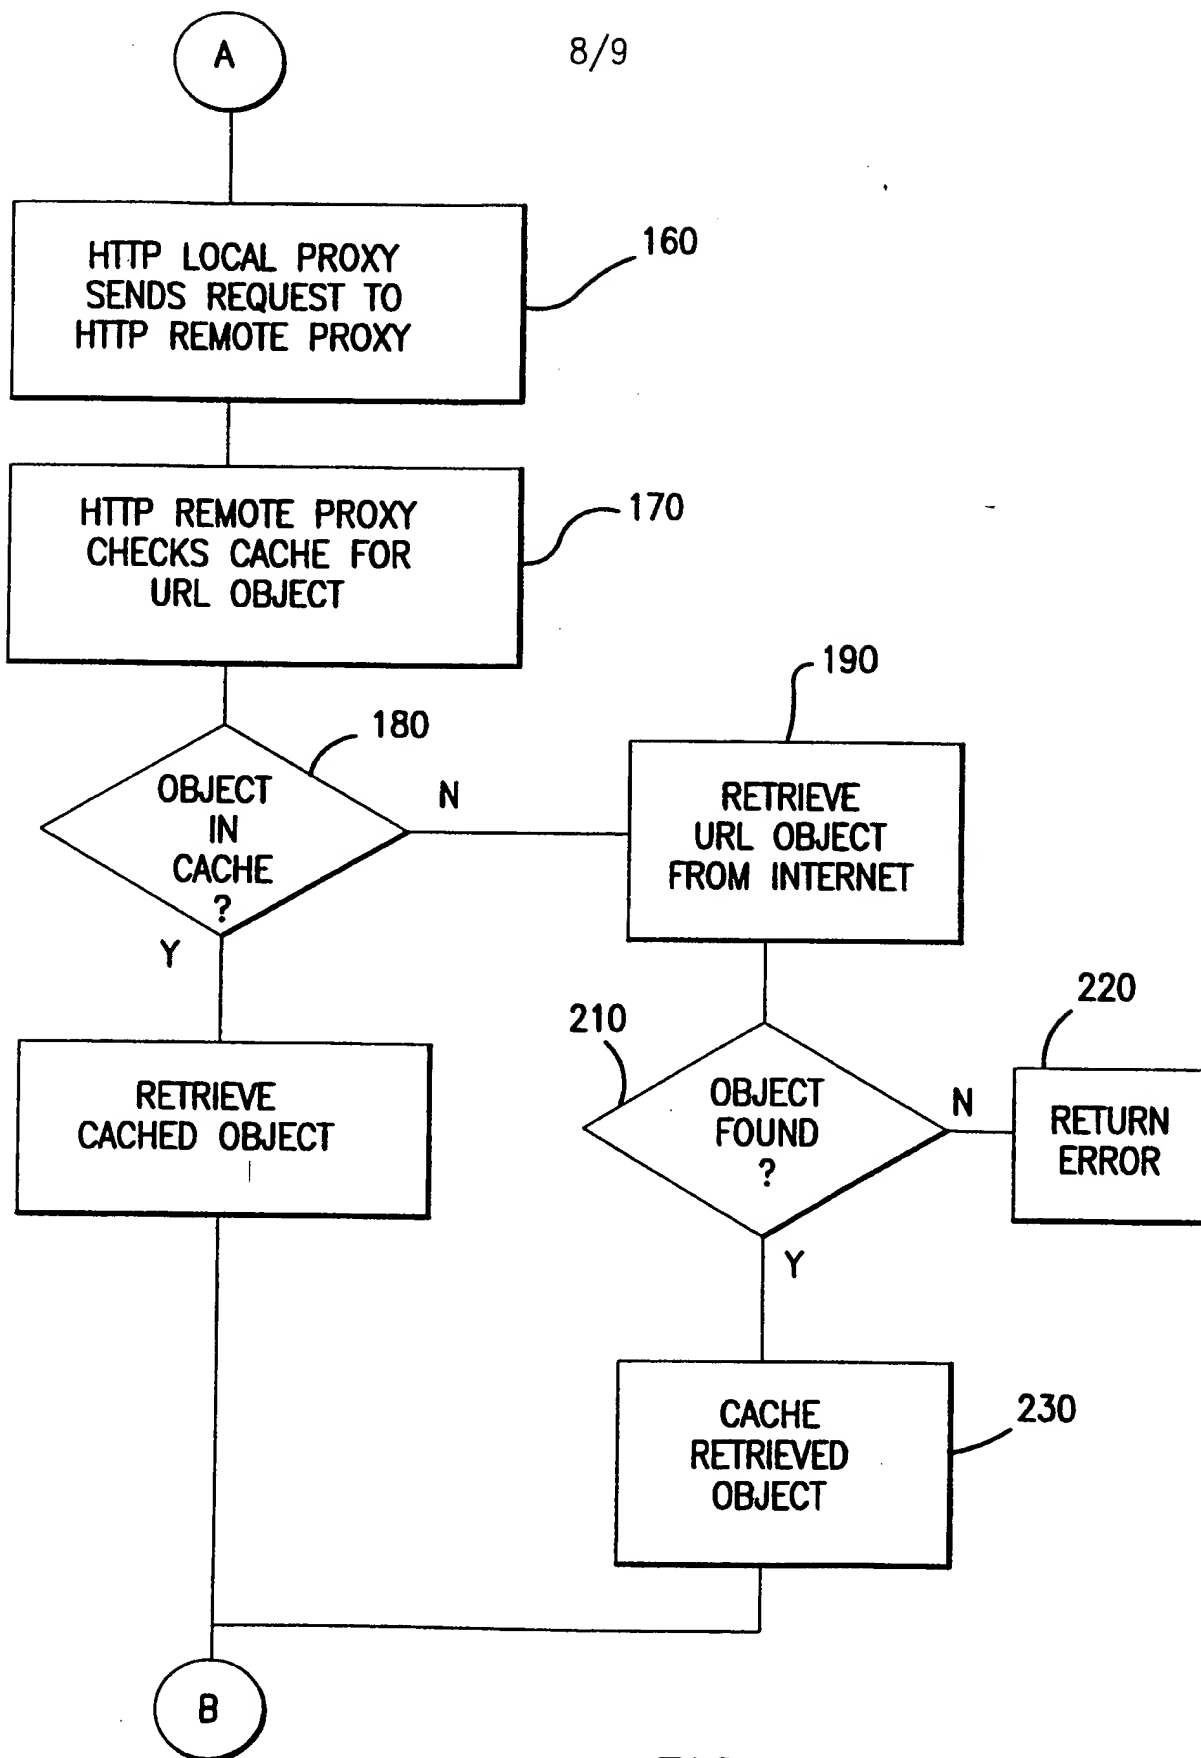 8/9
A
HTTP LOCAL PROXY
SENDS REQUEST TO
HTTP REMOTE PROXY
160
HTTP REMOTE PROXY
CHECKS CACHE FOR
URL OBJECT
170
180
OBJECT
IN
CACHE
?
N
Y
190
RETRIEVE
URL OBJECT
FROM INTERNET
RETRIEVE
CACHED OBJECT
210
OBJECT
FOUND
?
N
Y
220
RETURN
ERROR
CACHE
RETRIEVED
OBJECT
230
B